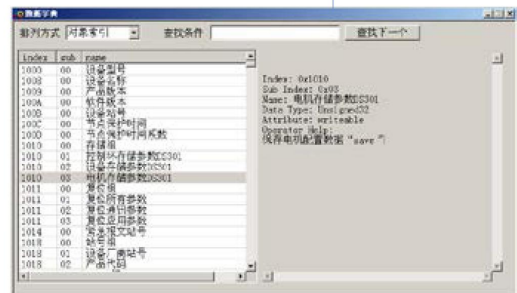 数据字典
排列方式 对象索引 查找条件 查找下一个
Index sub name
1000 00 设备型号
1008 00 设备名称
1009 00 产品版本
100A 00 软件版本
100B 00 设备站号
100C 00 节点保护时间
100D 00 节点保护时间系数
1010 00 存储组
1010 01 控制环存储参数DS301
1010 02 设备存储参数DS301
1010 03 电机存储参数DS301
1011 00 复位组
1011 01 复位所有参数
1011 02 复位通讯参数
1011 03 复位应用参数
1014 00 紧急报文站号
1018 00 站号组
1018 01 设备厂商站号
1018 02 产品代码
Index: 0x1010
Sub Index: 0x03
Name: 电机存储参数DS301
Data Type: Unsigned32
Attribute: writeable
Operator Help:
保存电机配置数据 "save"